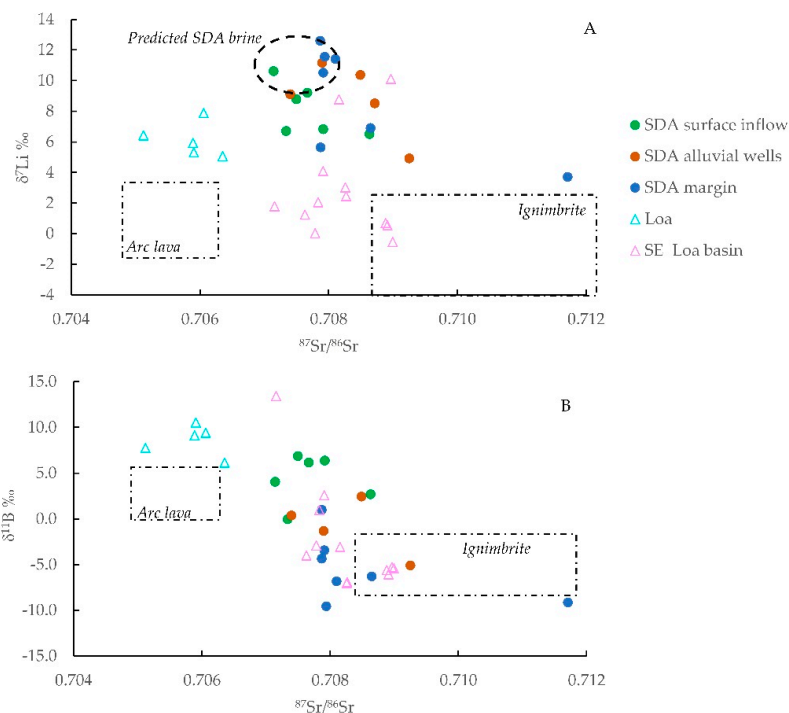 14
12
10
8
6
4
2
0
-2
-4
δ⁷Li ‰
A
Predicted SDA brine
Arc lava
Ignimbrite
0.704 0.706 0.708 0.710 0.712
⁸⁷Sr/⁸⁶Sr
SDA surface inflow
SDA alluvial wells
SDA margin
Loa
SE Loa basin
15.0
10.0
5.0
0.0
-5.0
-10.0
-15.0
δ¹¹B ‰
B
Arc lava
Ignimbrite
0.704 0.706 0.708 0.710 0.712
⁸⁷Sr/⁸⁶Sr